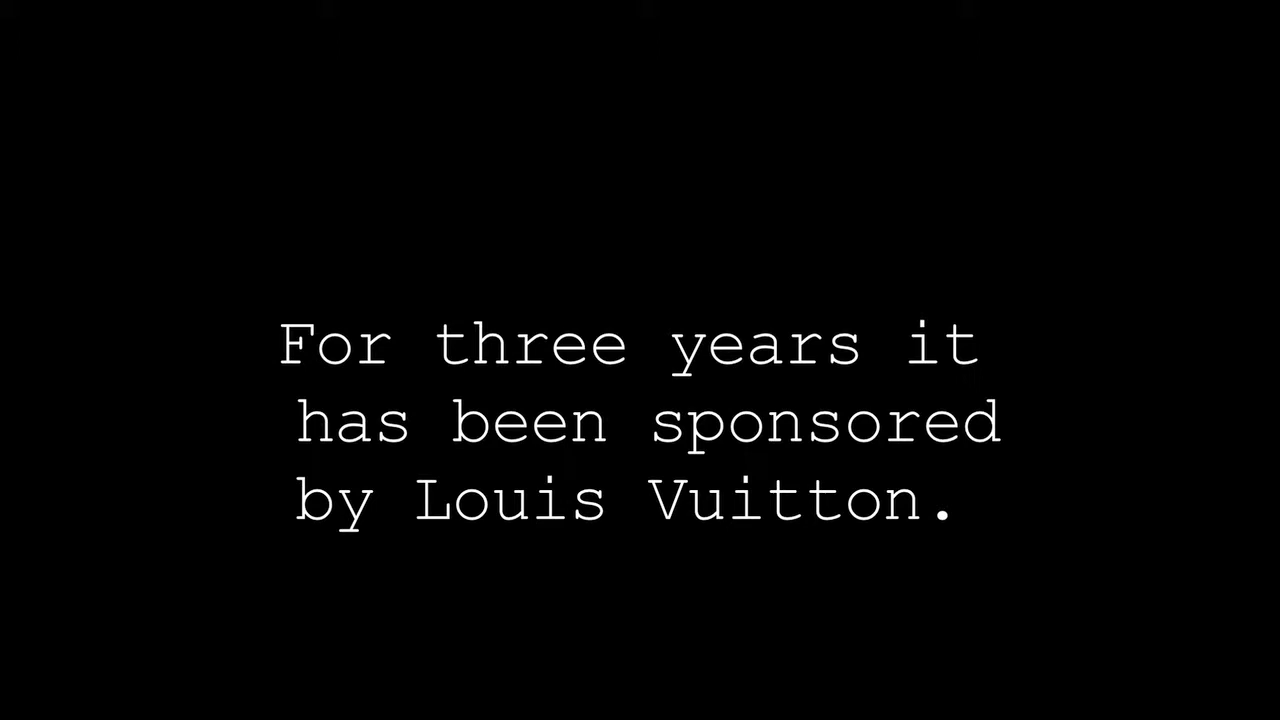 For three years it
has been sponsored
by Louis Vuitton.